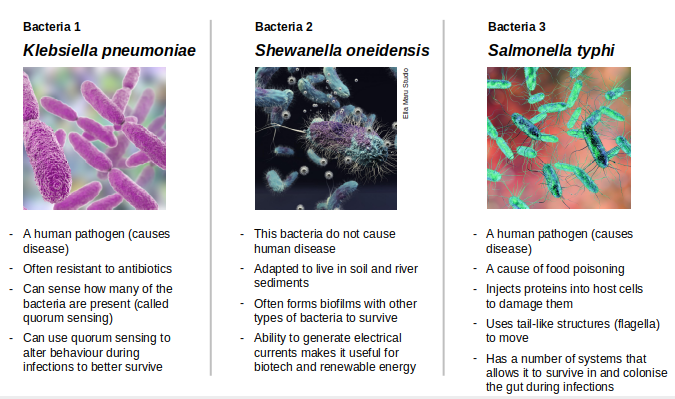 Bacteria 1
Klebsiella pneumoniae
- A human pathogen (causes
disease)
- Often resistant to antibiotics
- Can sense how many of the
bacteria are present (called
quorum sensing)
- Can use quorum sensing to
alter behaviour during
infections to better survive
Bacteria 2
Shewanella oneidensis
Ella Maru Studio
- This bacteria do not cause
human disease
- Adapted to live in soil and river
sediments
- Often forms biofilms with other
types of bacteria to survive
- Ability to generate electrical
currents makes it useful for
biotech and renewable energy
Bacteria 3
Salmonella typhi
- A human pathogen (causes
disease)
- A cause of food poisoning
- Injects proteins into host cells
to damage them
- Uses tail-like structures (flagella)
to move
- Has a number of systems that
allows it to survive in and colonise
the gut during infections